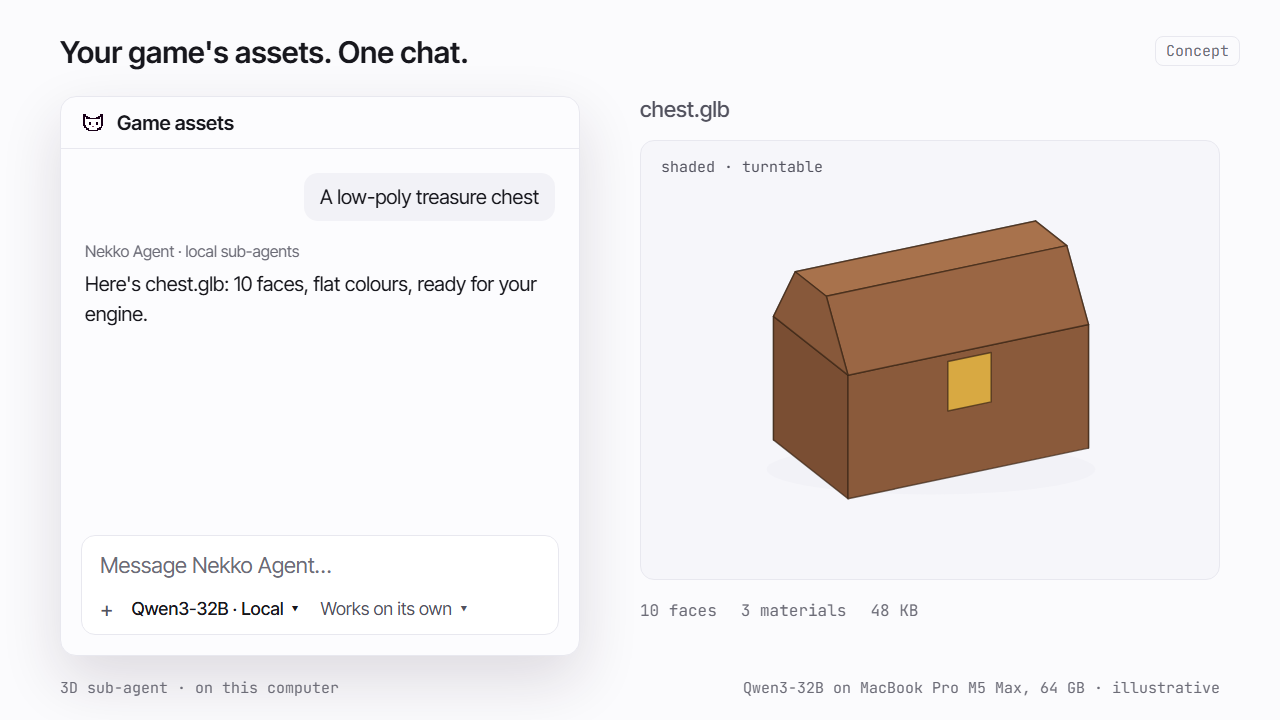 Your game's assets. One chat.
Concept
Game assets
A low-poly treasure chest
Nekko Agent · local sub-agents
Here's chest.glb: 10 faces, flat colours, ready for your
engine.
Message Nekko Agent…
+ Qwen3-32B · Local ▾ Works on its own ▾
3D sub-agent · on this computer
chest.glb
shaded · turntable
10 faces 3 materials 48 KB
Qwen3-32B on MacBook Pro M5 Max, 64 GB · illustrative